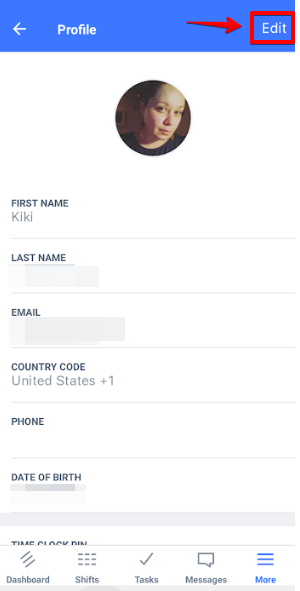 Profile
Edit
FIRST NAME
Kiki
LAST NAME
EMAIL
COUNTRY CODE
United States +1
PHONE
DATE OF BIRTH
TIME CLOCK PIN
Dashboard
Shifts
Tasks
Messages
More